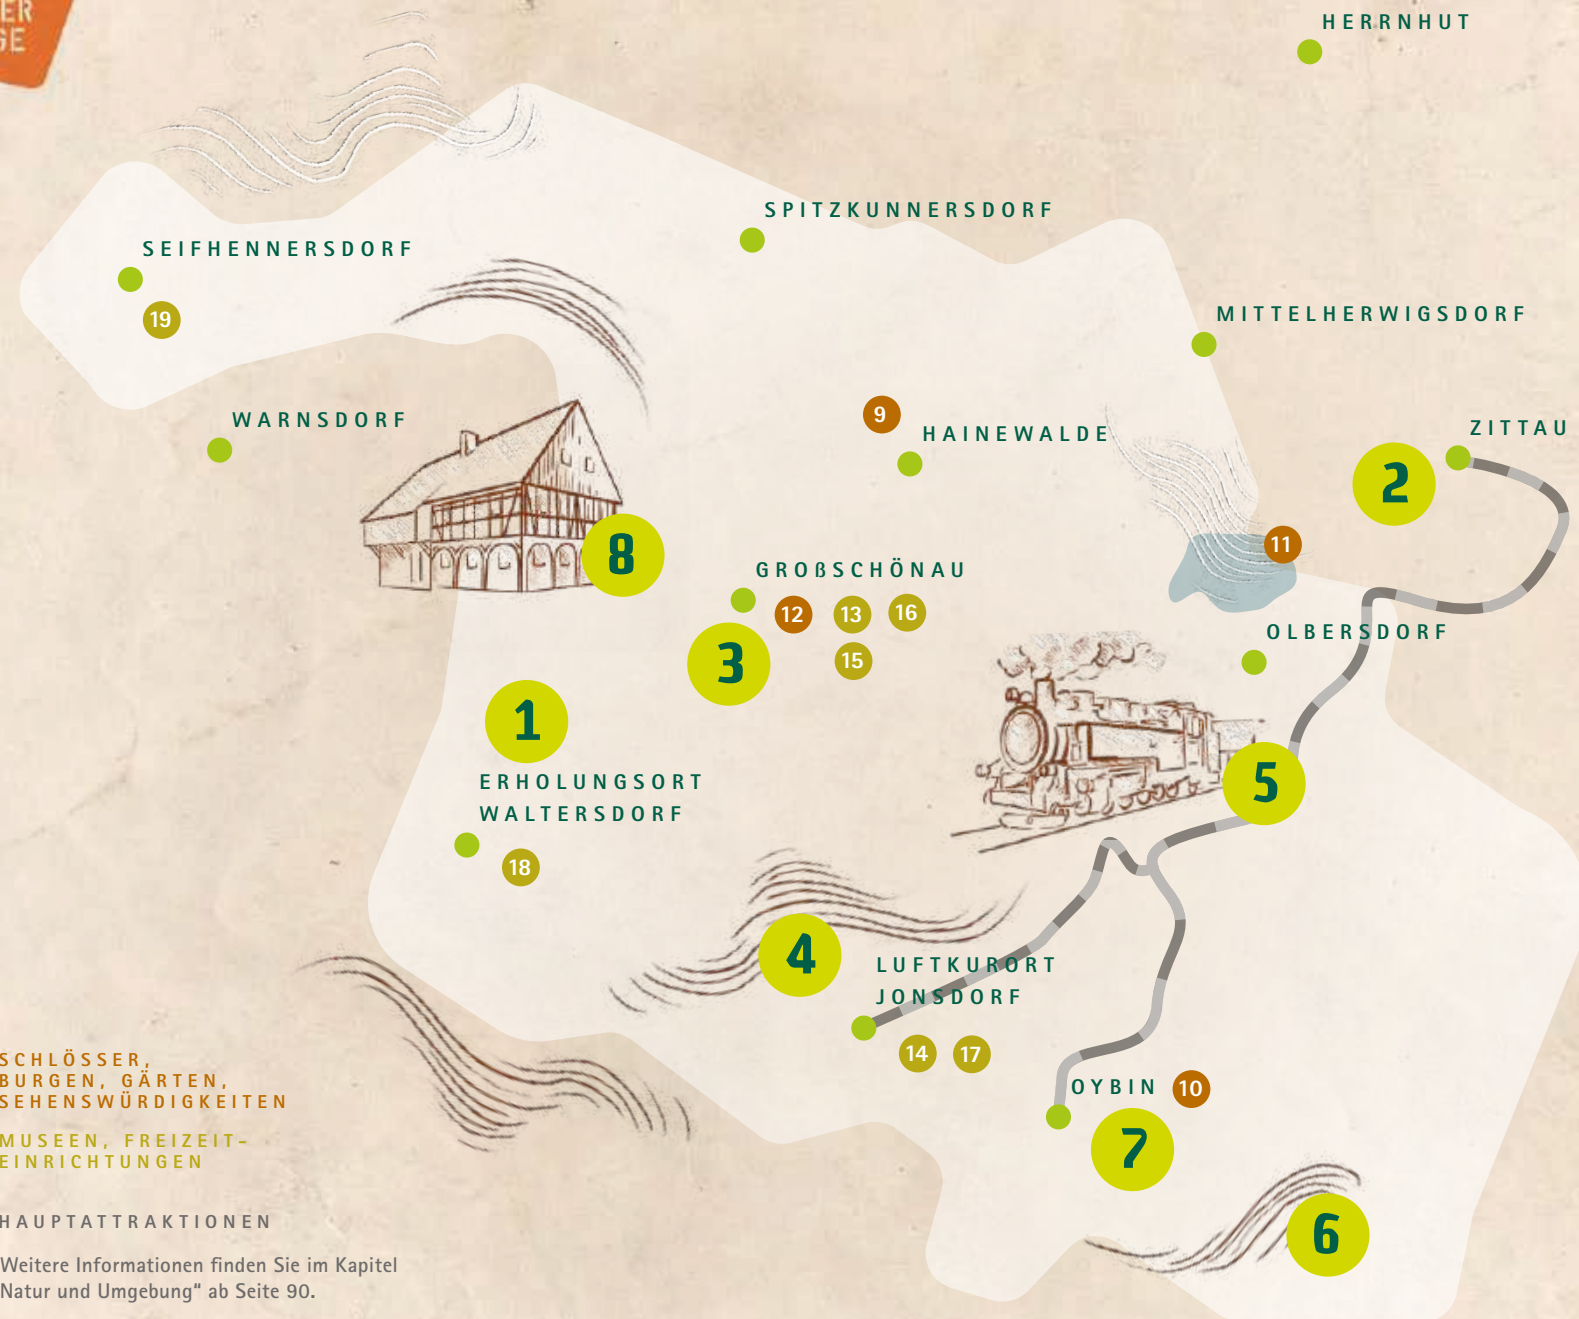 ER
GE
HERRNHUT
SPITZKUNNERSDORF
SEIFHENNERSDORF
19
MITTELHERWIGSDORF
WARNSDORF
9
HAINEWALDE
ZITTAU
2
8
11
GROßSCHÖNAU
12
13
16
15
3
OLBERSDORF
1
ERHOLUNGSORT
WALTERSDORF
18
5
4
LUFTKURORT
JONSDORF
14
17
OYBIN
10
7
6
SCHLÖSSER,
BURGEN, GÄRTEN,
SEHENSWÜRDIGKEITEN
MUSEEN, FREIZEIT-
EINRICHTUNGEN
HAUPTATTRAKTIONEN
Weitere Informationen finden Sie im Kapitel
Natur und Umgebung“ ab Seite 90.